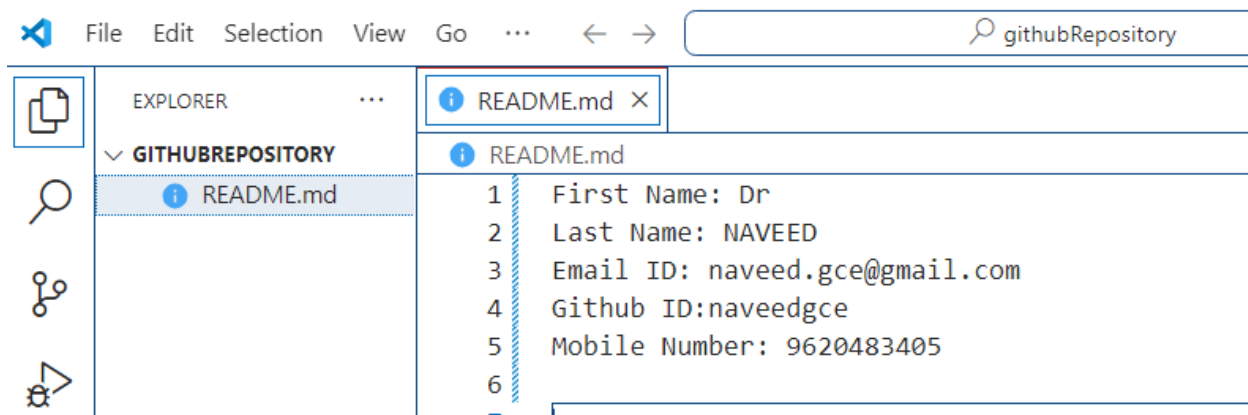 File Edit Selection View Go ··· githubRepository
EXPLORER ···
README.md
GITHUBREPOSITORY
README.md
README.md
1 First Name: Dr
2 Last Name: NAVEED
3 Email ID: naveed.gce@gmail.com
4 Github ID:naveedgce
5 Mobile Number: 9620483405
6